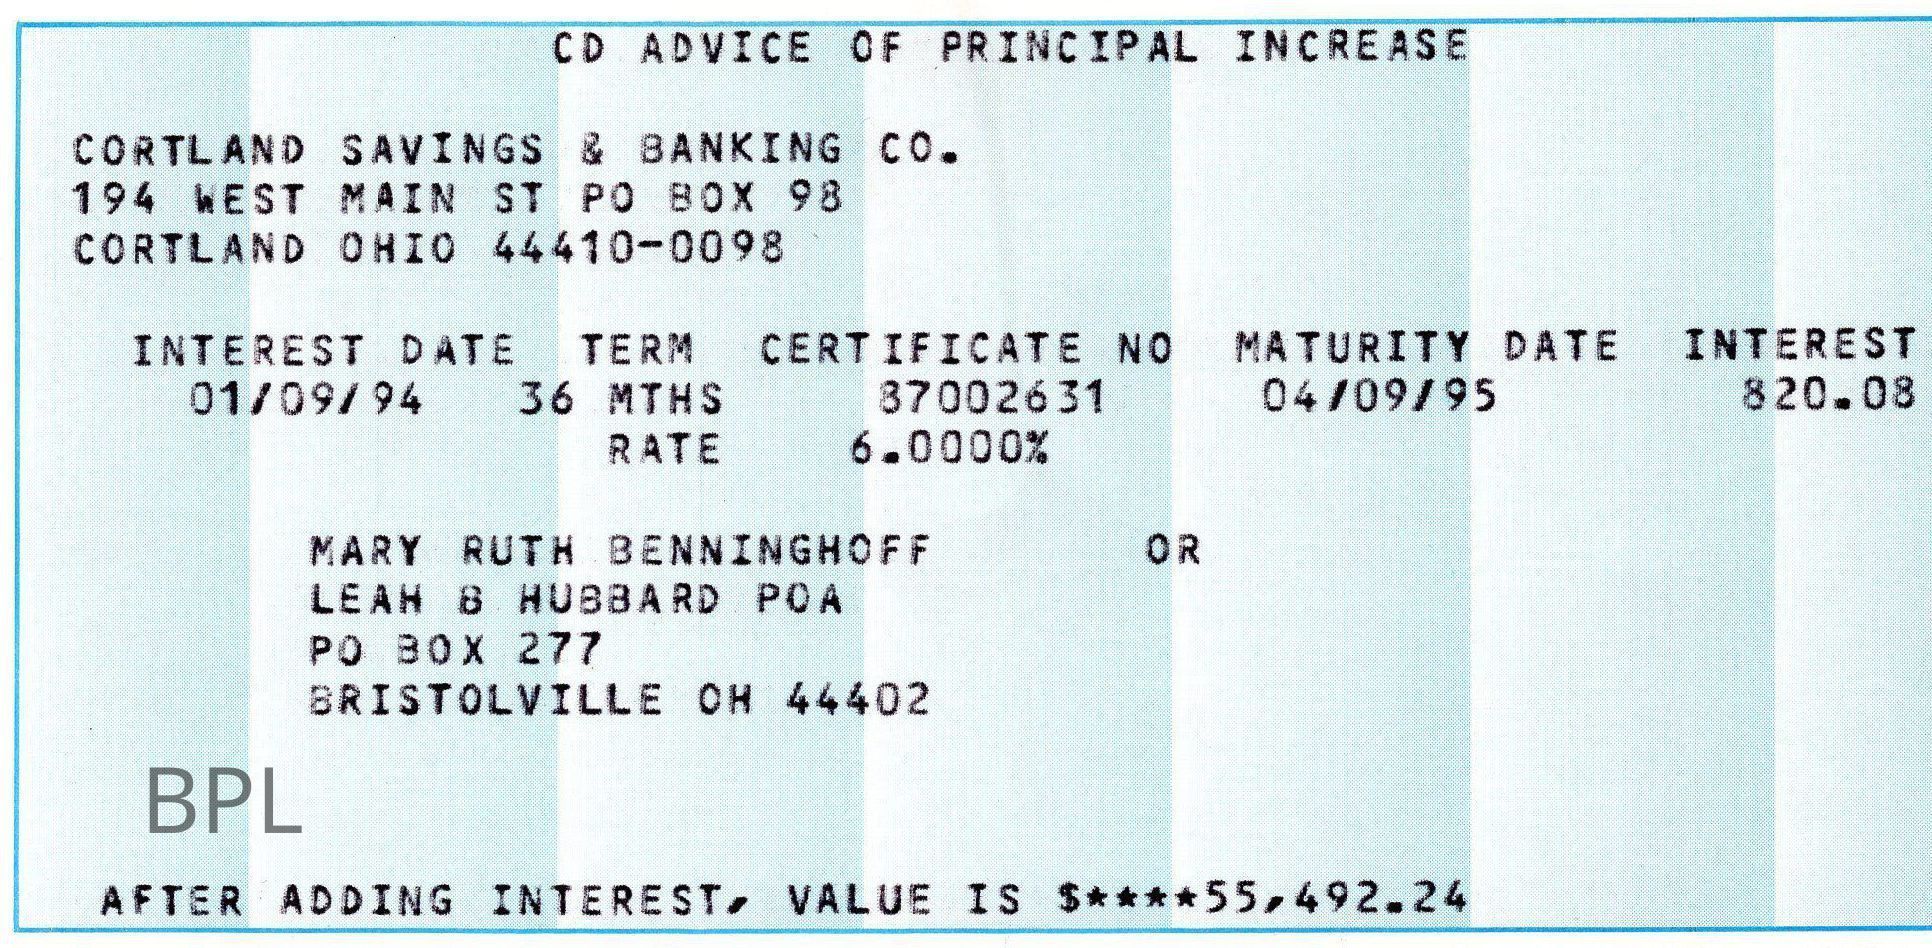 CD ADVICE OF PRINCIPAL INCREASE
CORTLAND SAVINGS & BANKING CO.
194 WEST MAIN ST PO BOX 98
CORTLAND OHIO 44410-0098
INTEREST DATE TERM CERTIFICATE NO MATURITY DATE INTEREST
01/09/94 36 MTHS 87002631 04/09/95 820.08
RATE 6.0000%
MARY RUTH BENNINGHOFF OR
LEAH B HUBBARD POA
PO BOX 277
BRISTOLVILLE OH 44402
BPL
AFTER ADDING INTEREST, VALUE IS $****55,492.24